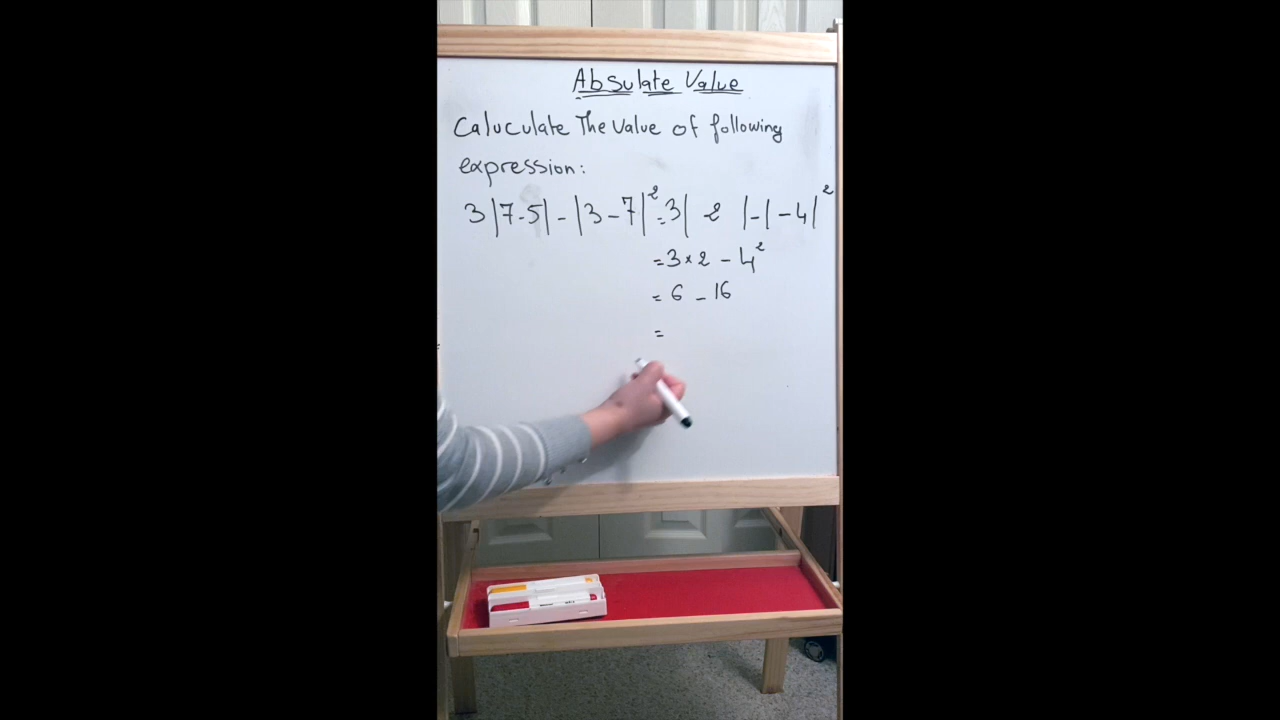 Absulate Value
Caluculate The Value of following
expression:
3|7-5| - |3-7|² = 3| 2 |-|-4|²
= 3×2 - 4²
= 6 - 16
=